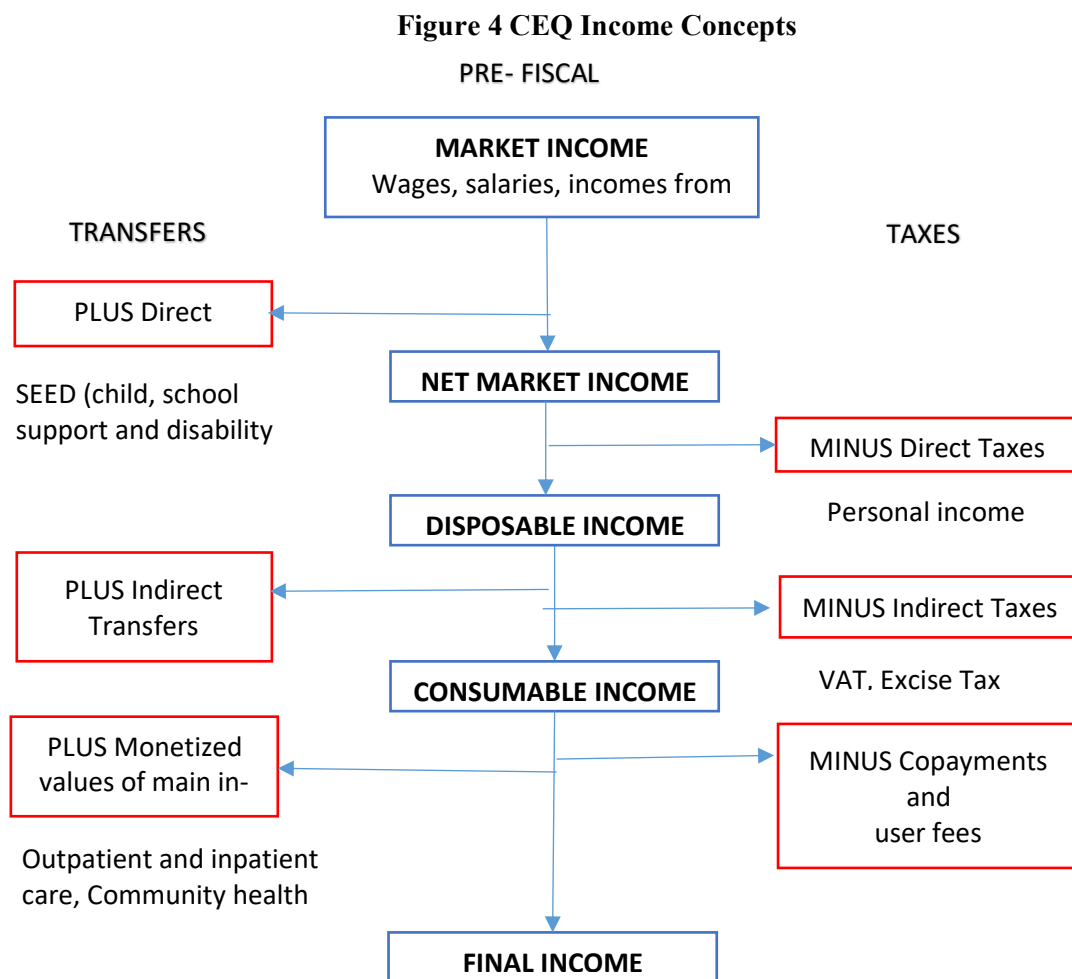 Figure 4 CEQ Income Concepts
PRE- FISCAL
MARKET INCOME
Wages, salaries, incomes from
TRANSFERS
TAXES
PLUS Direct
NET MARKET INCOME
SEED (child, school
support and disability
MINUS Direct Taxes
Personal income
DISPOSABLE INCOME
PLUS Indirect
Transfers
MINUS Indirect Taxes
CONSUMABLE INCOME
VAT, Excise Tax
PLUS Monetized
values of main in-
MINUS Copayments
and
user fees
Outpatient and inpatient
care, Community health
FINAL INCOME